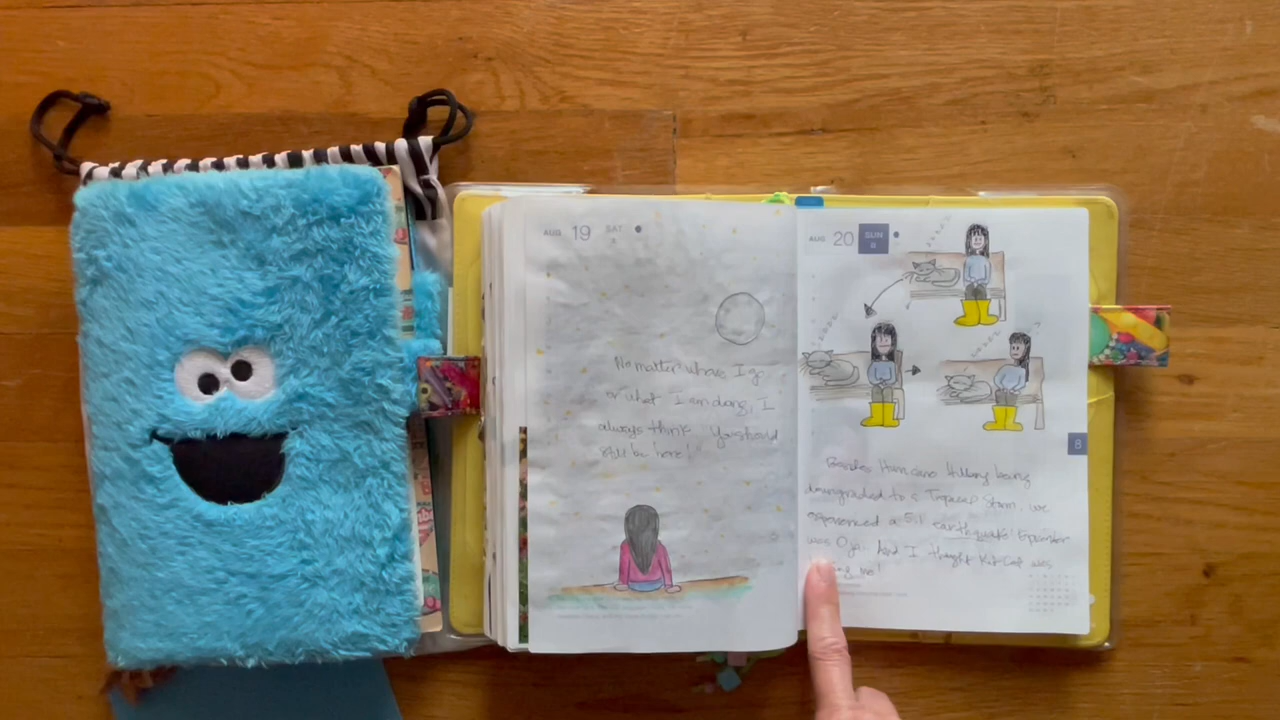 AUG 19 SAT
No matter where I go
or what I am doing, I
always think "You should
still be here!"
AUG 20 SUN
8
8
Besides Hurricane Hillary being
downgraded to a Tropical Storm, we
experienced a 5.1 earthquake! Epicenter
was Ojai. And I thought Kit Cat was
me!